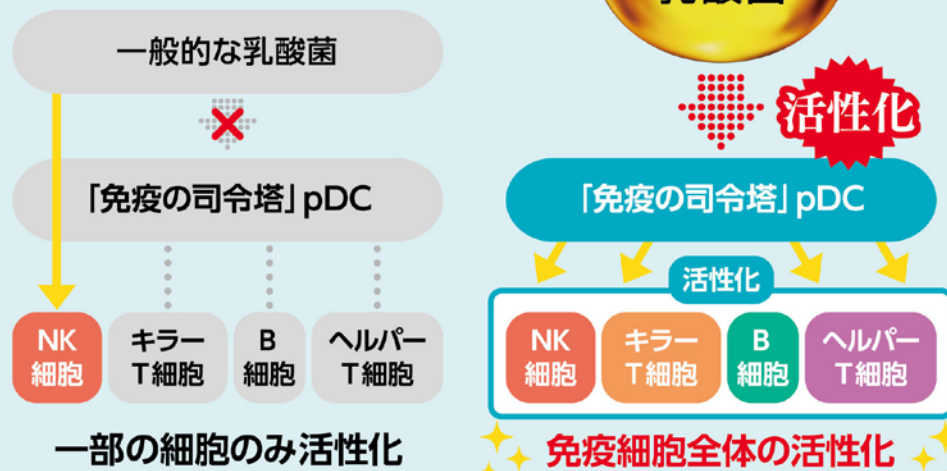 一般的な乳酸菌
「免疫の司令塔」pDC
NK
細胞
キラー
T細胞
B
細胞
ヘルパー
T細胞
一部の細胞のみ活性化
乳酸菌
活性化
「免疫の司令塔」pDC
活性化
NK
細胞
キラー
T細胞
B
細胞
ヘルパー
T細胞
免疫細胞全体の活性化